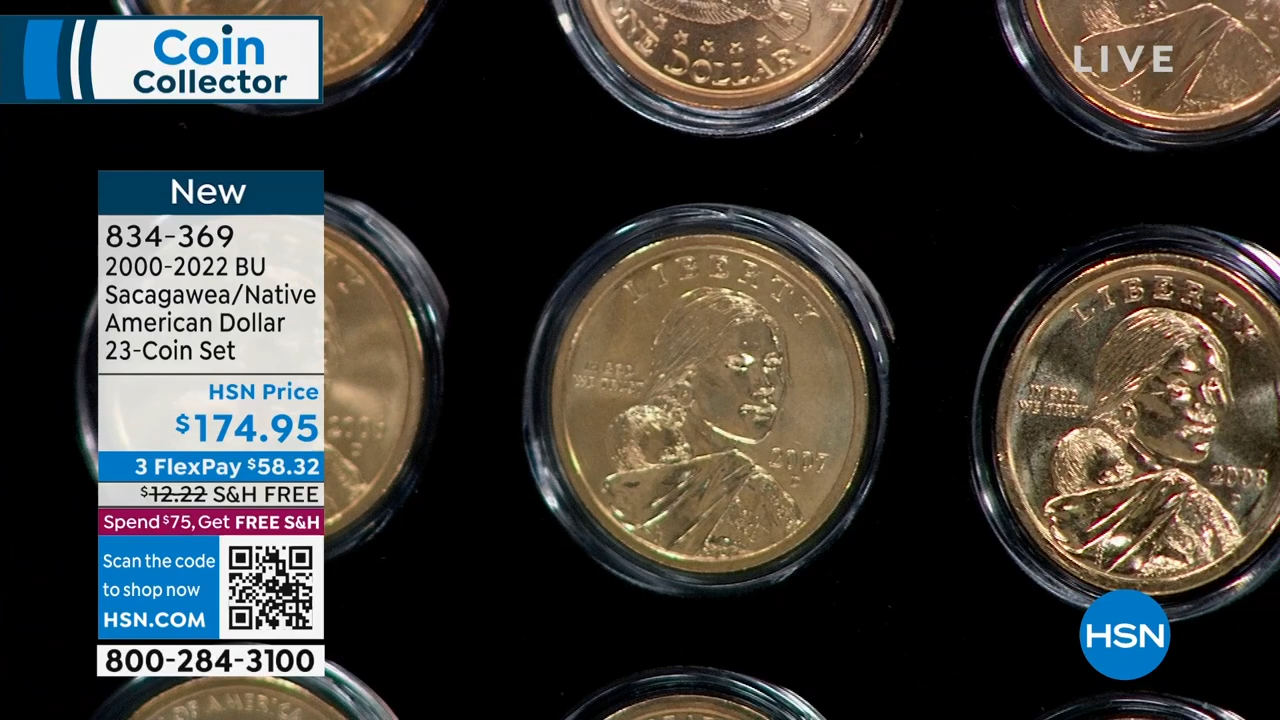 Coin
Collector
LIVE
New
834-369
2000-2022 BU
Sacagawea/Native
American Dollar
23-Coin Set
HSN Price
$174.95
3 FlexPay $58.32
$12.22 S&H FREE
Spend $75, Get FREE S&H
Scan the code
to shop now
HSN.COM
800-284-3100
HSN
ONE DOLLAR
LIBERTY
IN GOD
WE TRUST
2007
P
LIBERTY
IN GOD
WE TRUST
2008
OF AMERICA